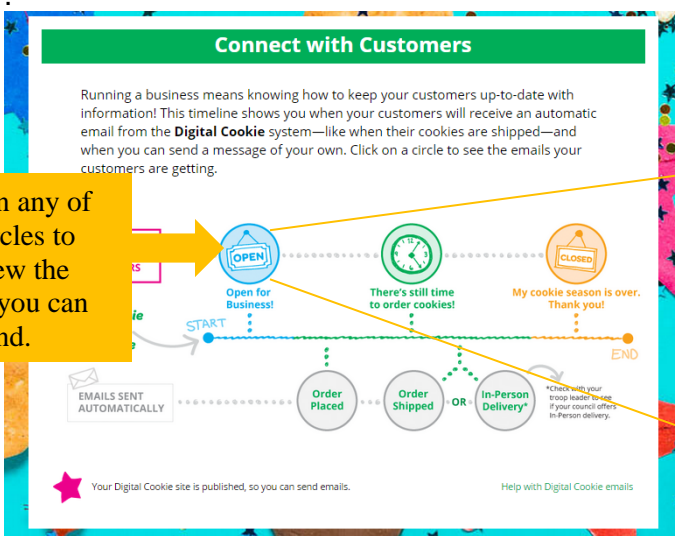 Connect with Customers
Running a business means knowing how to keep your customers up-to-date with
information! This timeline shows you when your customers will receive an automatic
email from the Digital Cookie system—like when their cookies are shipped—and
when you can send a message of your own. Click on a circle to see the emails your
customers are getting.
any of
to
the
you can
OPEN
CLOSED
Open for
Business!
There's still time
to order cookies!
My cookie season is over.
Thank you!
START
END
EMAILS SENT
AUTOMATICALLY
Order
Placed
Order
Shipped
OR
In-Person
Delivery*
*Check with your
troop leader to see
if your council offers
In-Person delivery.
Your Digital Cookie site is published, so you can send emails.
Help with Digital Cookie emails